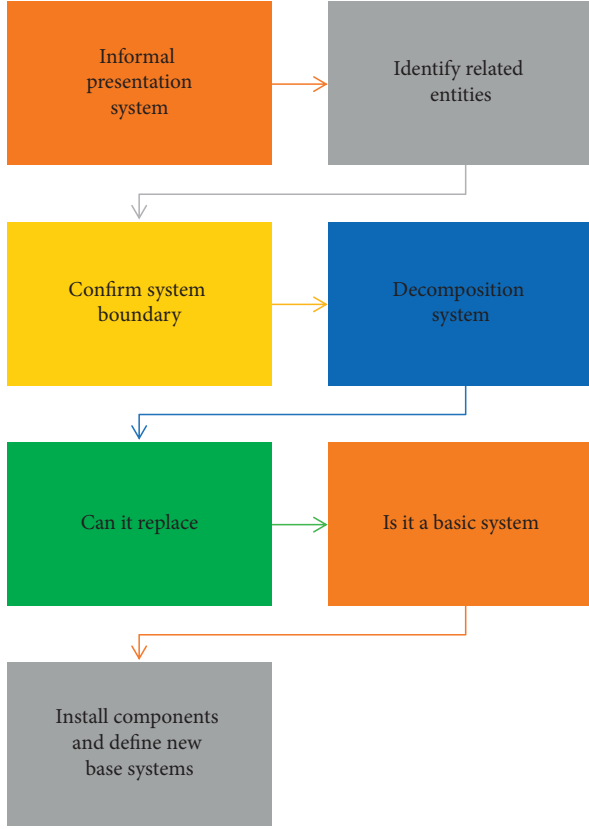 Informal
presentation
system
Identify related
entities
Confirm system
boundary
Decomposition
system
Can it replace
Is it a basic system
Install components
and define new
base systems